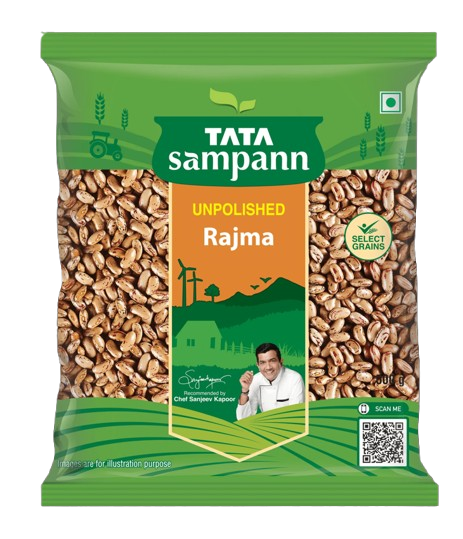 TATA
sampann
UNPOLISHED
Rajma
SELECT
GRAINS
Recommended by
Chef Sanjeev Kapoor
SCAN ME
Images are for illustration purpose